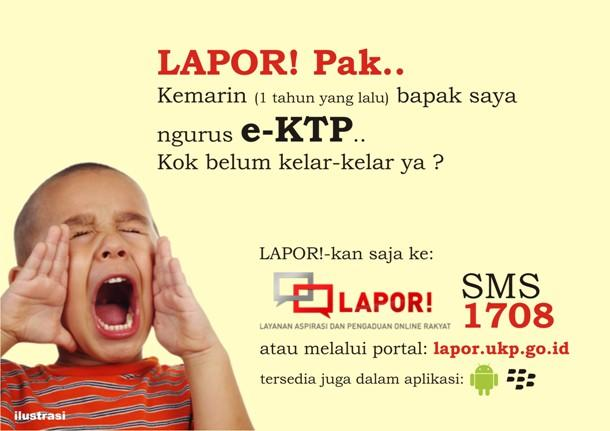 LAPOR! Pak..
Kemarin (1 tahun yang lalu) bapak saya
ngurus e-KTP..
Kok belum kelar-kelar ya ?
LAPOR!-kan saja ke:
LAPOR!
LAYANAN ASPIRASI DAN PENGADUAN ONLINE RAKYAT
SMS
1708
atau melalui portal: lapor.ukp.go.id
tersedia juga dalam aplikasi:
ilustrasi